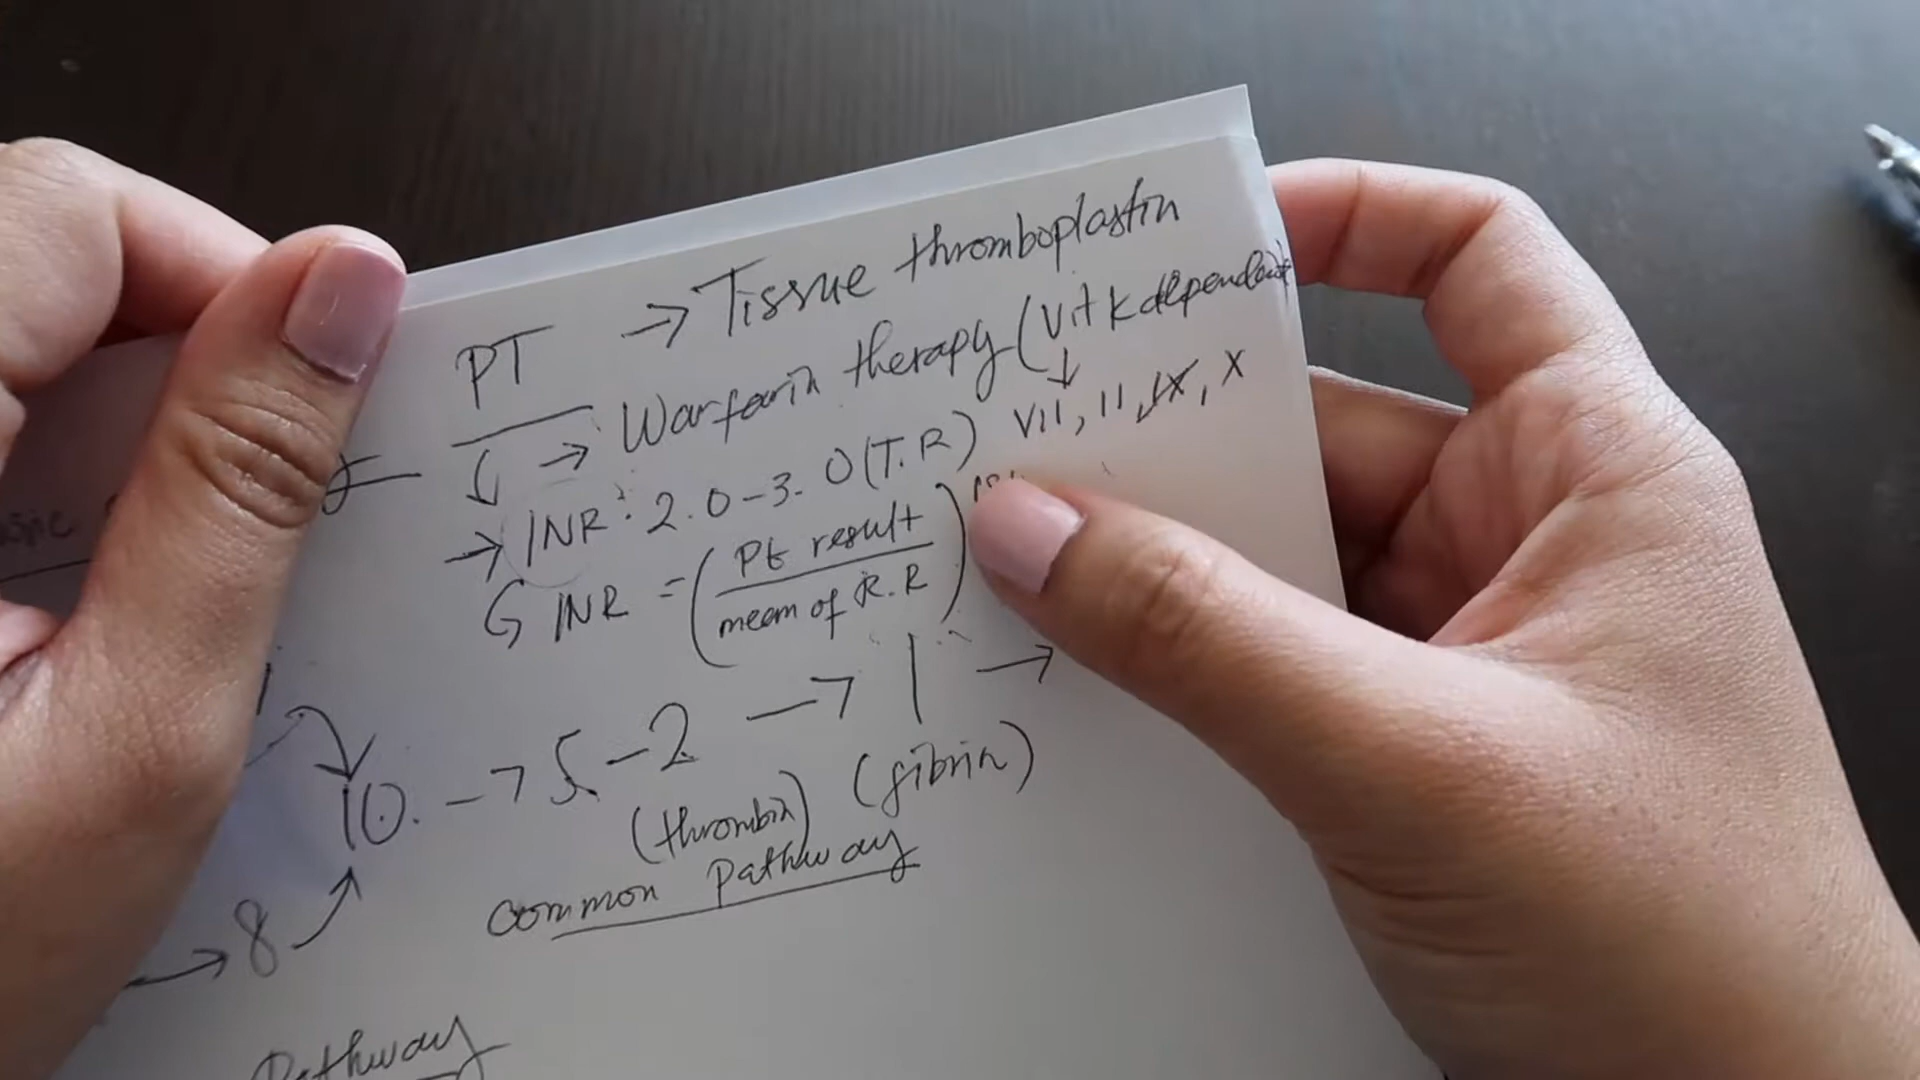 PT → Tissue thromboplastin
→ Warfarin therapy (Vit K dependent
VII, II, IX, X
→ INR: 2.0-3.0 (T.R)
INR = (Pt result
mean of R.R)
10. → 5-2 → 1 →
(thrombin) (fibrin)
common Pathway
→ 8
Pathway